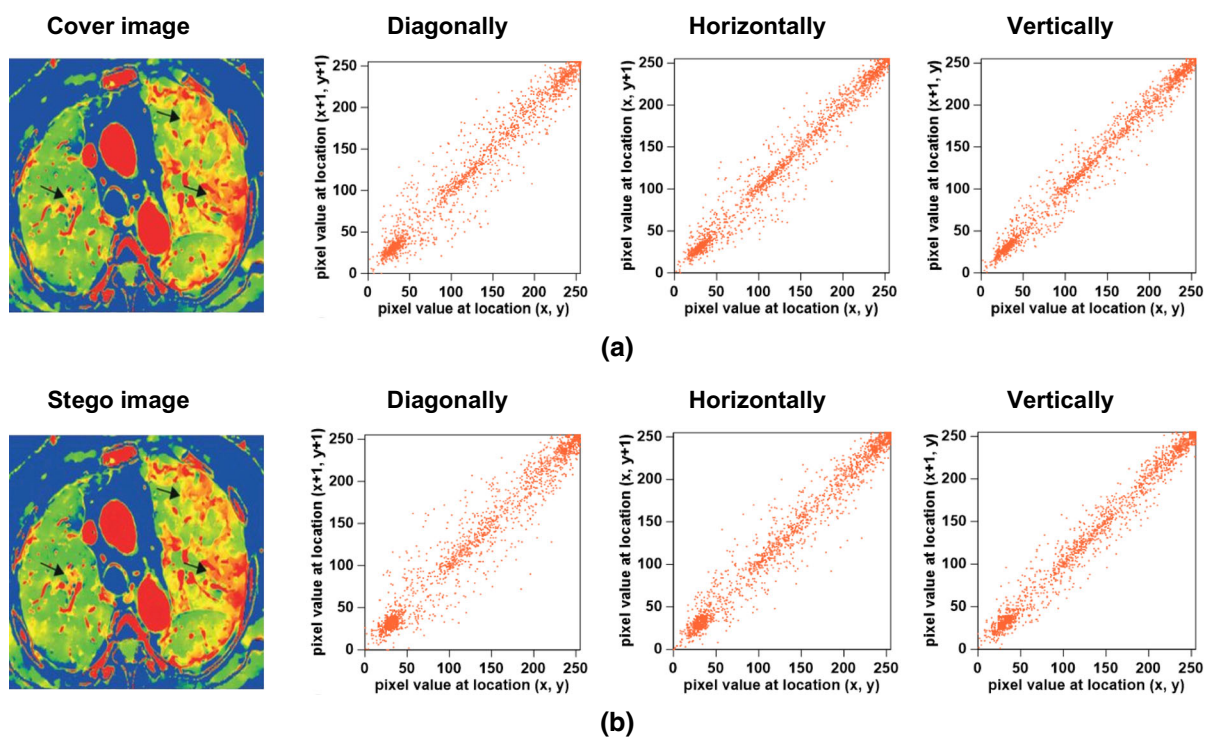 Cover image
Diagonally
Horizontally
Vertically
pixel value at location (x+1, y+1)
250
200
150
100
50
0
0 50 100 150 200 250
pixel value at location (x, y)
pixel value at location (x, y+1)
250
200
150
100
50
0
0 50 100 150 200 250
pixel value at location (x, y)
pixel value at location (x+1, y)
250
200
150
100
50
0
0 50 100 150 200 250
pixel value at location (x, y)
(a)
Stego image
Diagonally
Horizontally
Vertically
pixel value at location (x+1, y+1)
250
200
150
100
50
0
0 50 100 150 200 250
pixel value at location (x, y)
pixel value at location (x, y+1)
250
200
150
100
50
0
0 50 100 150 200 250
pixel value at location (x, y)
pixel value at location (x+1, y)
250
200
150
100
50
0
0 50 100 150 200 250
pixel value at location (x, y)
(b)